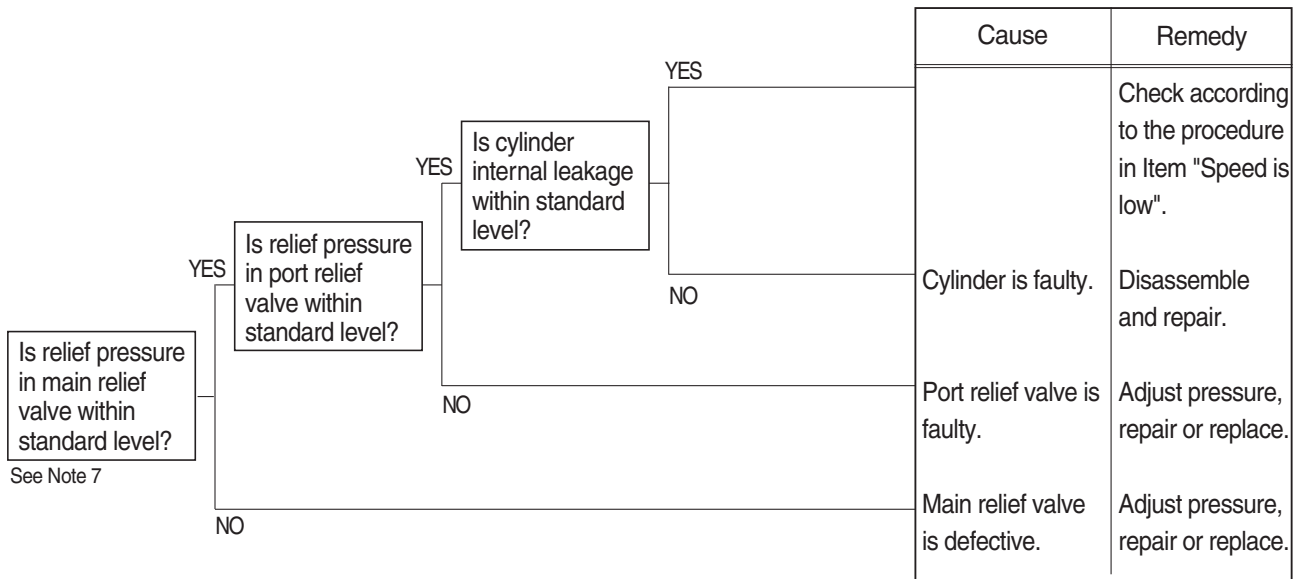 Cause
Remedy
YES
Check according
to the procedure
in Item "Speed is
low".
Is cylinder
internal leakage
within standard
level?
YES
NO
Cylinder is faulty.
Disassemble
and repair.
Is relief pressure
in port relief
valve within
standard level?
YES
NO
Port relief valve is
faulty.
Adjust pressure,
repair or replace.
Is relief pressure
in main relief
valve within
standard level?
See Note 7
NO
Main relief valve
is defective.
Adjust pressure,
repair or replace.